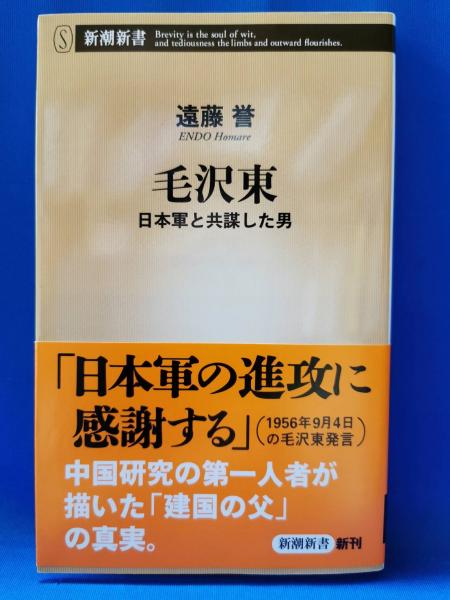 S
新潮新書
Brevity is the soul of wit,
and tediousness the limbs and outward flourishes.
遠藤 誉
ENDO Homare
毛沢東
日本軍と共謀した男
「日本軍の進攻に
感謝する」(1956年9月4日
の毛沢東発言)
中国研究の第一人者が
描いた「建国の父」
の真実。
新潮新書 新刊